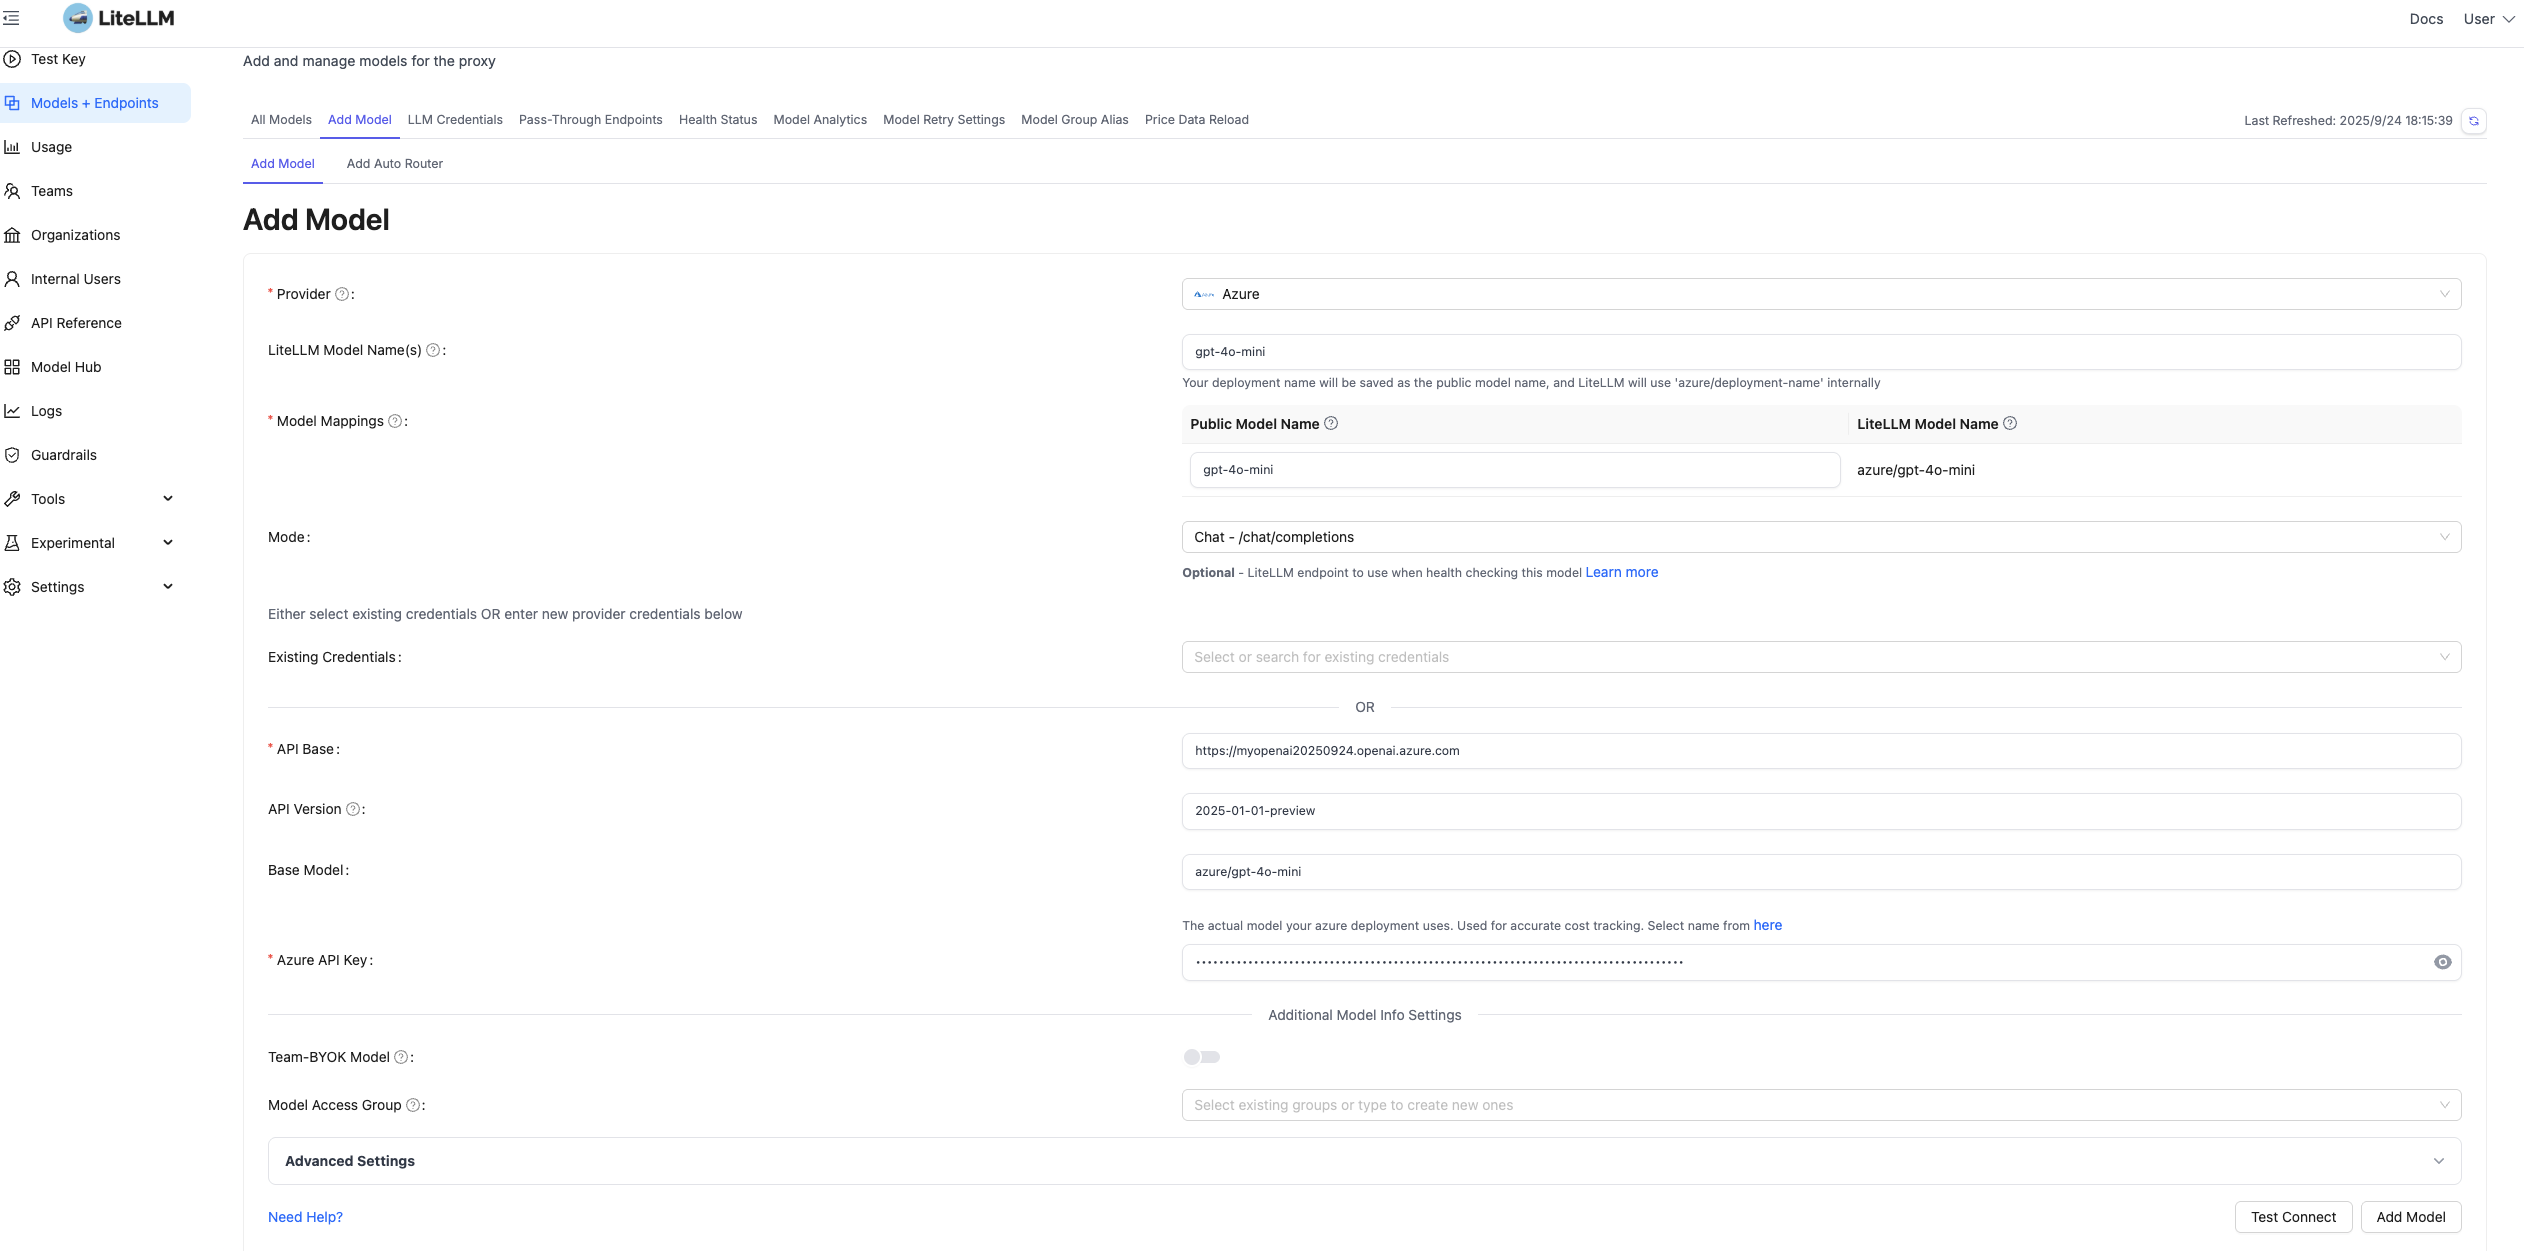 LiteLLM
Docs
User
Test Key
Models + Endpoints
Usage
Teams
Organizations
Internal Users
API Reference
Model Hub
Logs
Guardrails
Tools
Experimental
Settings
Add and manage models for the proxy
All Models
Add Model
LLM Credentials
Pass-Through Endpoints
Health Status
Model Analytics
Model Retry Settings
Model Group Alias
Price Data Reload
Last Refreshed: 2025/9/24 18:15:39
Add Model
Add Auto Router
Add Model
* Provider ? :
Azure
LiteLLM Model Name(s) ? :
gpt-4o-mini
Your deployment name will be saved as the public model name, and LiteLLM will use 'azure/deployment-name' internally
* Model Mappings ? :
Public Model Name ?
LiteLLM Model Name ?
gpt-4o-mini
azure/gpt-4o-mini
Mode :
Chat - /chat/completions
Optional - LiteLLM endpoint to use when health checking this model Learn more
Either select existing credentials OR enter new provider credentials below
Existing Credentials :
Select or search for existing credentials
OR
* API Base :
https://myopenai20250924.openai.azure.com
API Version ? :
2025-01-01-preview
Base Model :
azure/gpt-4o-mini
The actual model your azure deployment uses. Used for accurate cost tracking. Select name from here
* Azure API Key :
Additional Model Info Settings
Team-BYOK Model ? :
Model Access Group ? :
Select existing groups or type to create new ones
Advanced Settings
Need Help?
Test Connect
Add Model